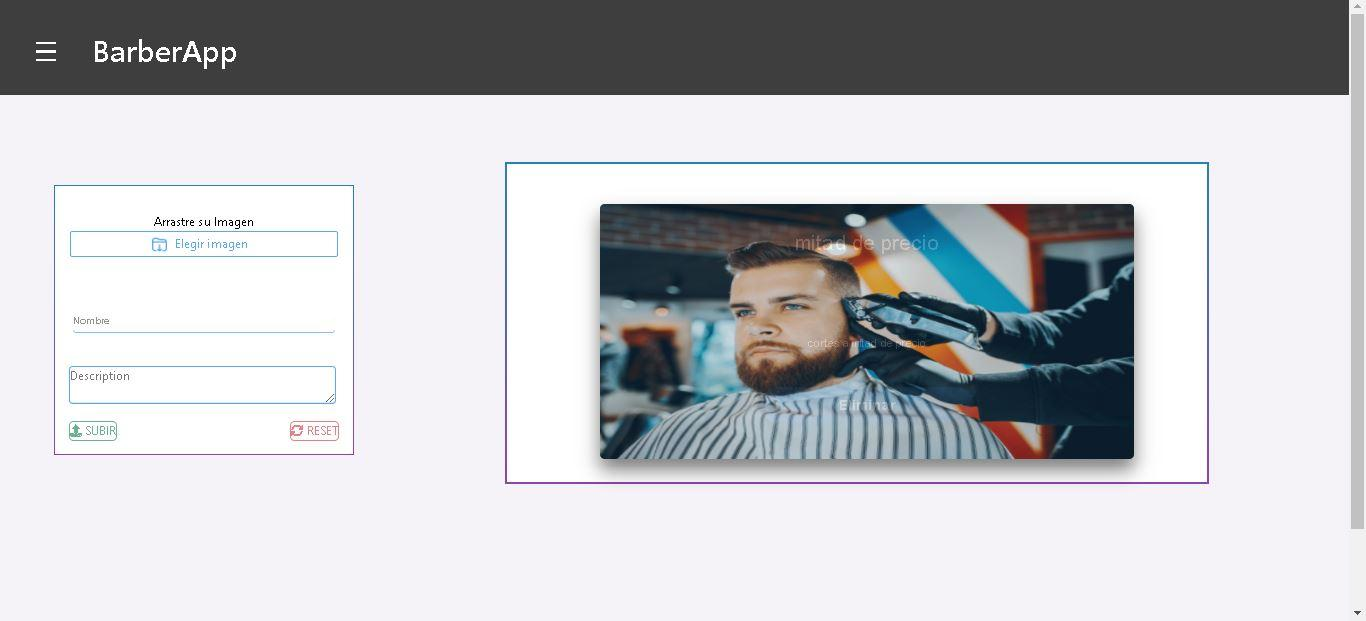 BarberApp
Arrastre su Imagen
Elegir imagen
Nombre
Description
SUBIR
RESET
mitad de precio
cortes a mitad de precio
Eliminar